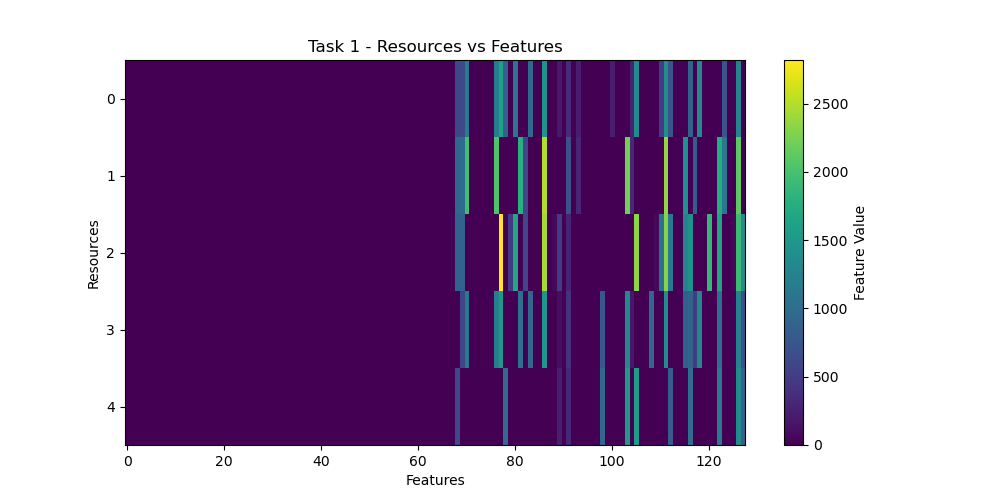 Task 1 - Resources vs Features
0
1
2
3
4
Resources
0 20 40 60 80 100 120
Features
2500
2000
1500
1000
500
0
Feature Value